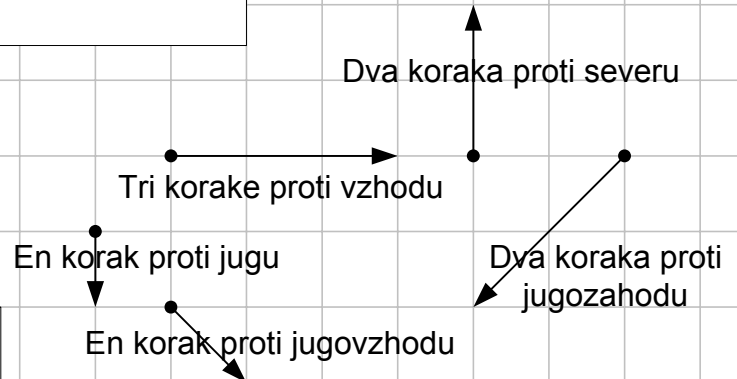 Dva koraka proti severu
Tri korake proti vzhodu
En korak proti jugu
Dva koraka proti
jugozahodu
En korak proti jugovzhodu